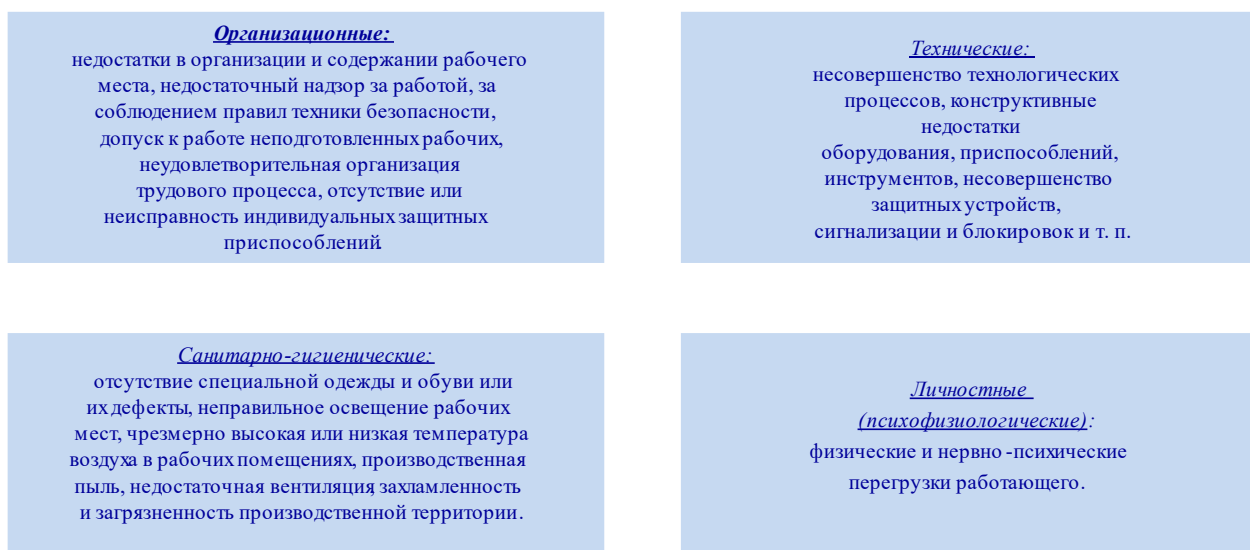 Организационные:
недостатки в организации и содержании рабочего
места, недостаточный надзор за работой, за
соблюдением правил техники безопасности,
допуск к работе неподготовленных рабочих,
неудовлетворительная организация
трудового процесса, отсутствие или
неисправность индивидуальных защитных
приспособлений.
Технические:
несовершенство технологических
процессов, конструктивные
недостатки
оборудования, приспособлений,
инструментов, несовершенство
защитных устройств,
сигнализации и блокировок и т. п.
Санитарно-гигиенические:
отсутствие специальной одежды и обуви или
их дефекты, неправильное освещение рабочих
мест, чрезмерно высокая или низкая температура
воздуха в рабочих помещениях, производственная
пыль, недостаточная вентиляция, захламленность
и загрязненность производственной территории.
Личностные
(психофизиологические):
физические и нервно-психические
перегрузки работающего.